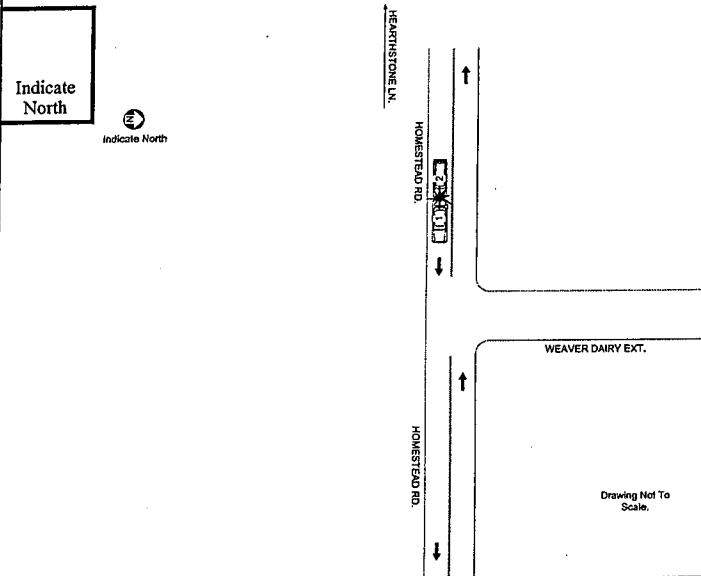 Indicate
North
N
Indicate North
HEARTHSTONE LN.
HOMESTEAD RD.
2
1
WEAVER DAIRY EXT.
HOMESTEAD RD.
Drawing Not To
Scale.